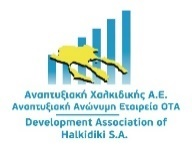 Αναπτυξιακή Χαλκιδικής Α.Ε.
Αναπτυξιακή Ανώνυμη Εταιρεία ΟΤΑ
Development Association of
Halkidiki S.A.